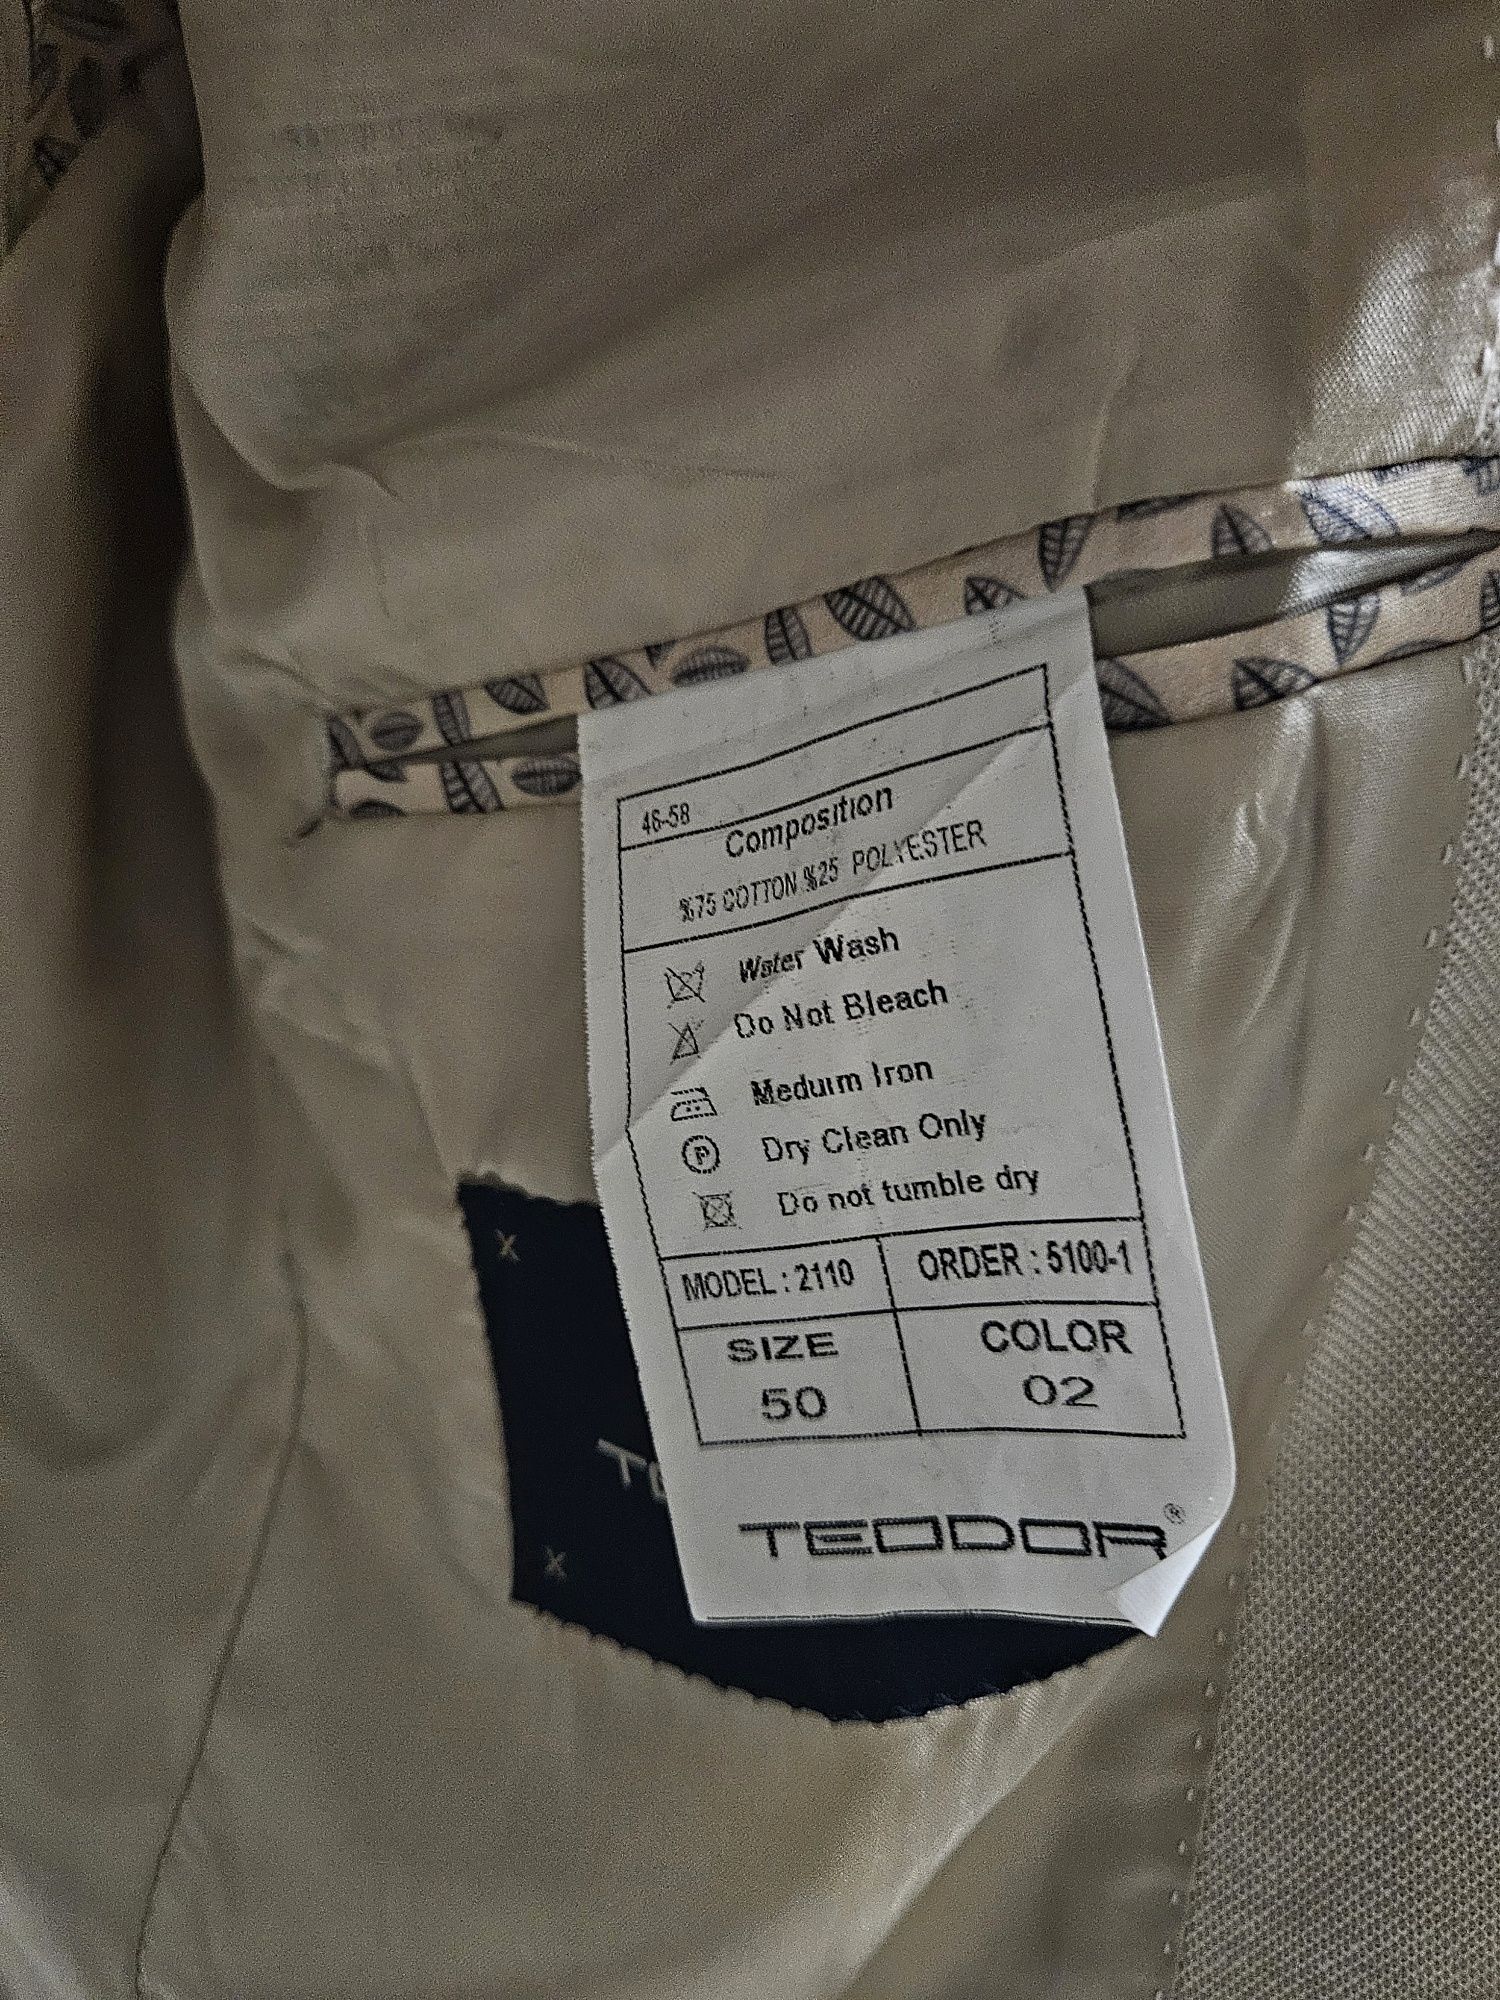 46-58
Composition
%75 COTTON %25 POLYESTER
Water Wash
Do Not Bleach
Meduim Iron
P
Dry Clean Only
Do not tumble dry
MODEL : 2110
ORDER : 5100-1
SIZE
COLOR
50
02
TEODOR®